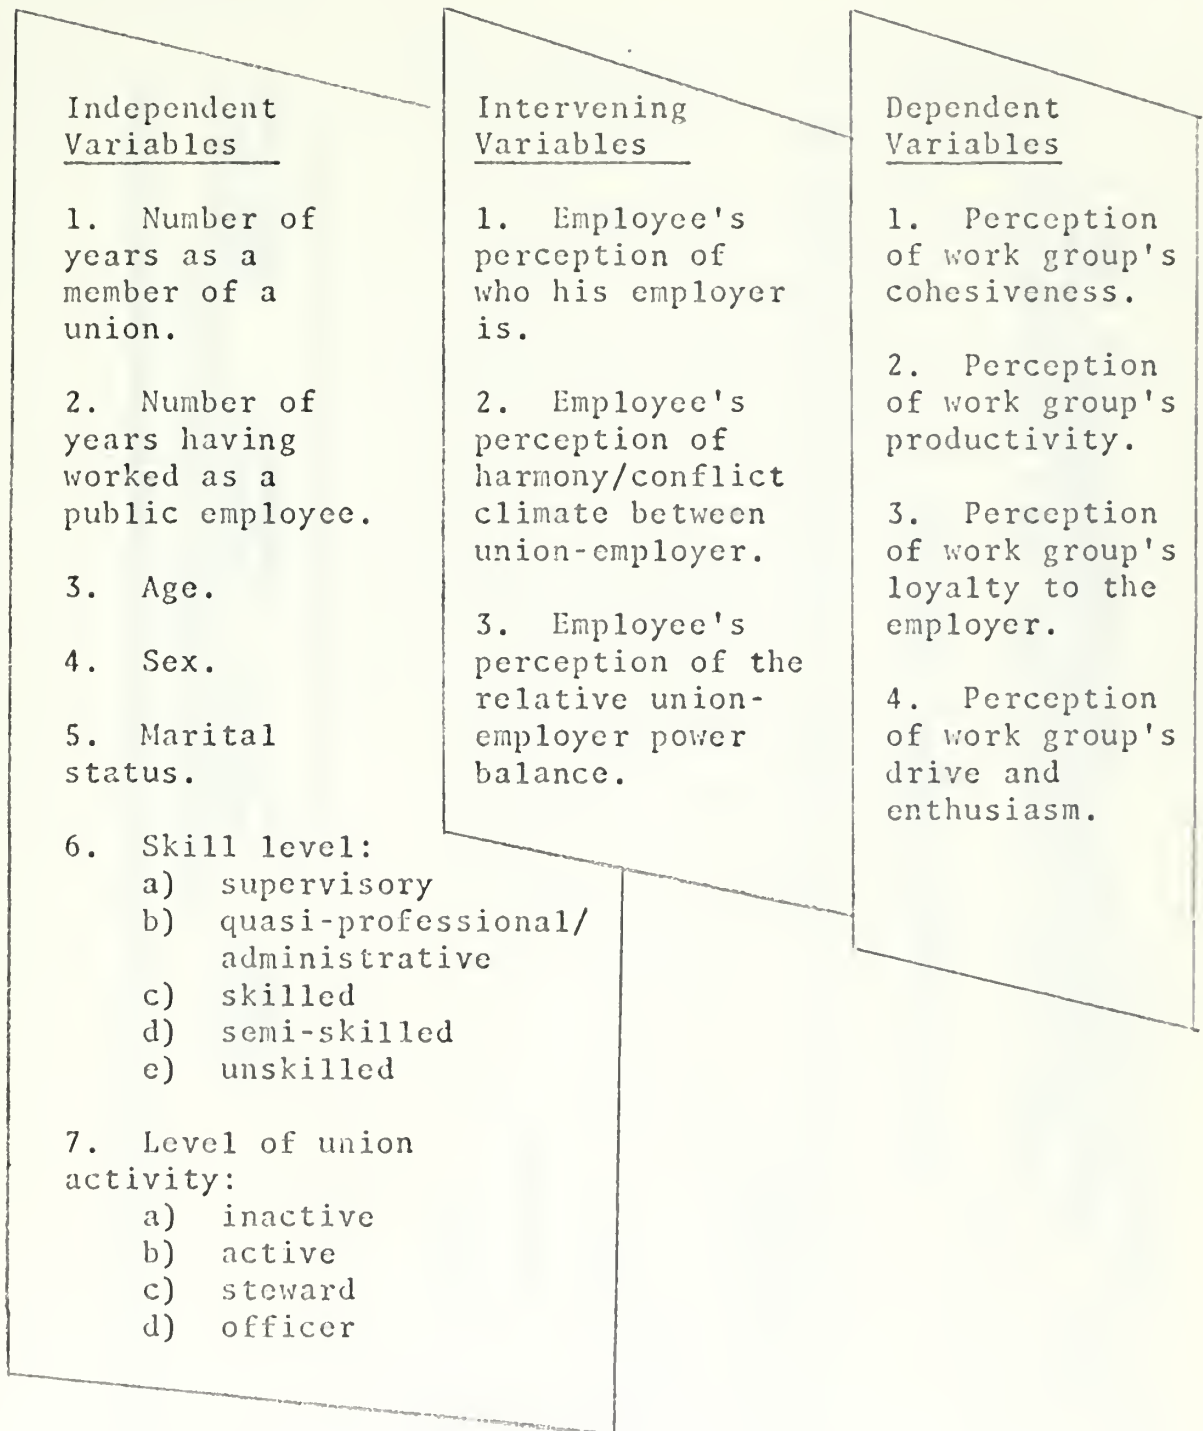 Independent
Variables
1. Number of
years as a
member of a
union.
2. Number of
years having
worked as a
public employee.
3. Age.
4. Sex.
5. Marital
status.
6. Skill level:
a) supervisory
b) quasi-professional/
administrative
c) skilled
d) semi-skilled
e) unskilled
7. Level of union
activity:
a) inactive
b) active
c) steward
d) officer
Intervening
Variables
1. Employee's
perception of
who his employer
is.
2. Employee's
perception of
harmony/conflict
climate between
union-employer.
3. Employee's
perception of the
relative union-
employer power
balance.
Dependent
Variables
1. Perception
of work group's
cohesiveness.
2. Perception
of work group's
productivity.
3. Perception
of work group's
loyalty to the
employer.
4. Perception
of work group's
drive and
enthusiasm.